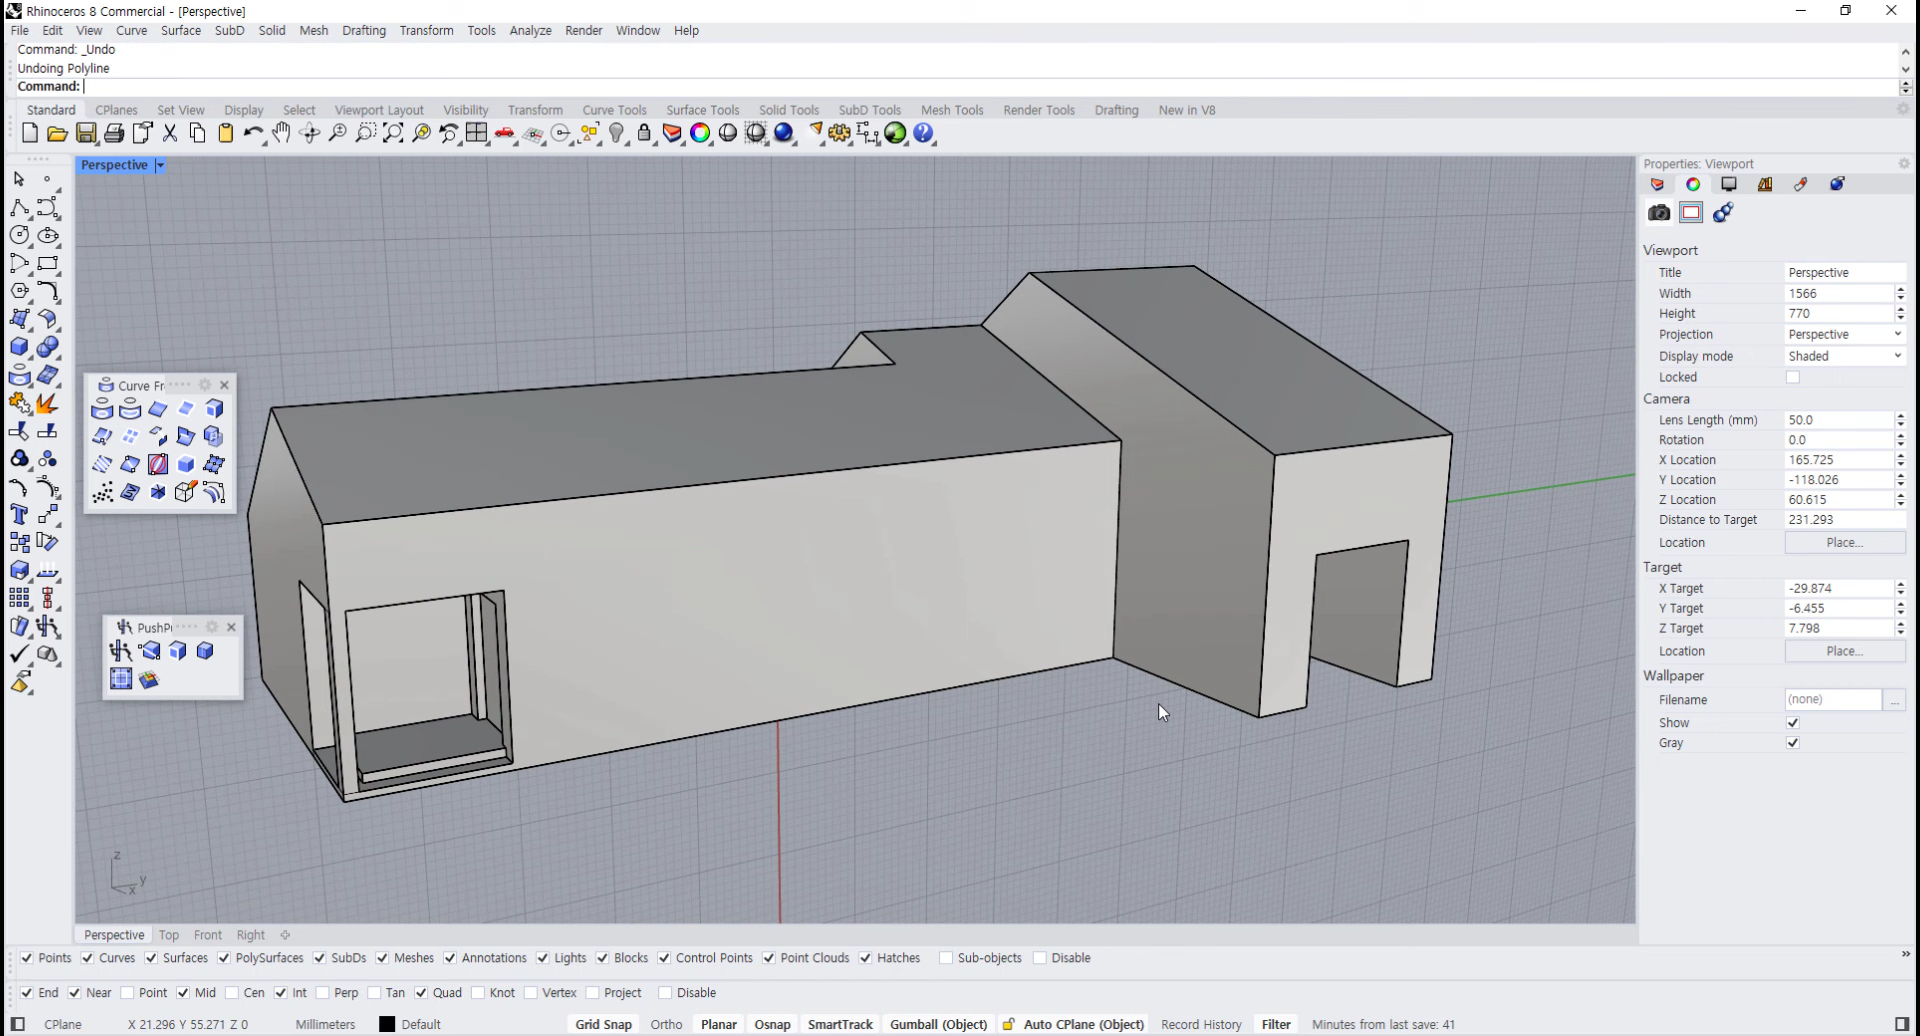 Rhinoceros 8 Commercial - [Perspective]
File Edit View Curve Surface SubD Solid Mesh Drafting Transform Tools Analyze Render Window Help
Command: _Undo
Undoing Polyline
Command:
Standard CPlanes Set View Display Select Viewport Layout Visibility Transform Curve Tools Surface Tools Solid Tools SubD Tools Mesh Tools Render Tools Drafting New in V8
Perspective
Properties: Viewport
Viewport
Title Perspective
Width 1566
Height 770
Projection Perspective
Display mode Shaded
Locked
Camera
Lens Length (mm) 50.0
Rotation 0.0
X Location 165.725
Y Location -118.026
Z Location 60.615
Distance to Target 231.293
Location Place...
Target
X Target -29.874
Y Target -6.455
Z Target 7.798
Location Place...
Wallpaper
Filename (none) ...
Show
Gray
Curve Fr
PushPu
z
y
x
Perspective Top Front Right
Points Curves Surfaces PolySurfaces SubDs Meshes Annotations Lights Blocks Control Points Point Clouds Hatches Sub-objects Disable
End Near Point Mid Cen Int Perp Tan Quad Knot Vertex Project Disable
CPlane X 21.296 Y 55.271 Z 0 Millimeters Default Grid Snap Ortho Planar Osnap SmartTrack Gumball (Object) Auto CPlane (Object) Record History Filter Minutes from last save: 41